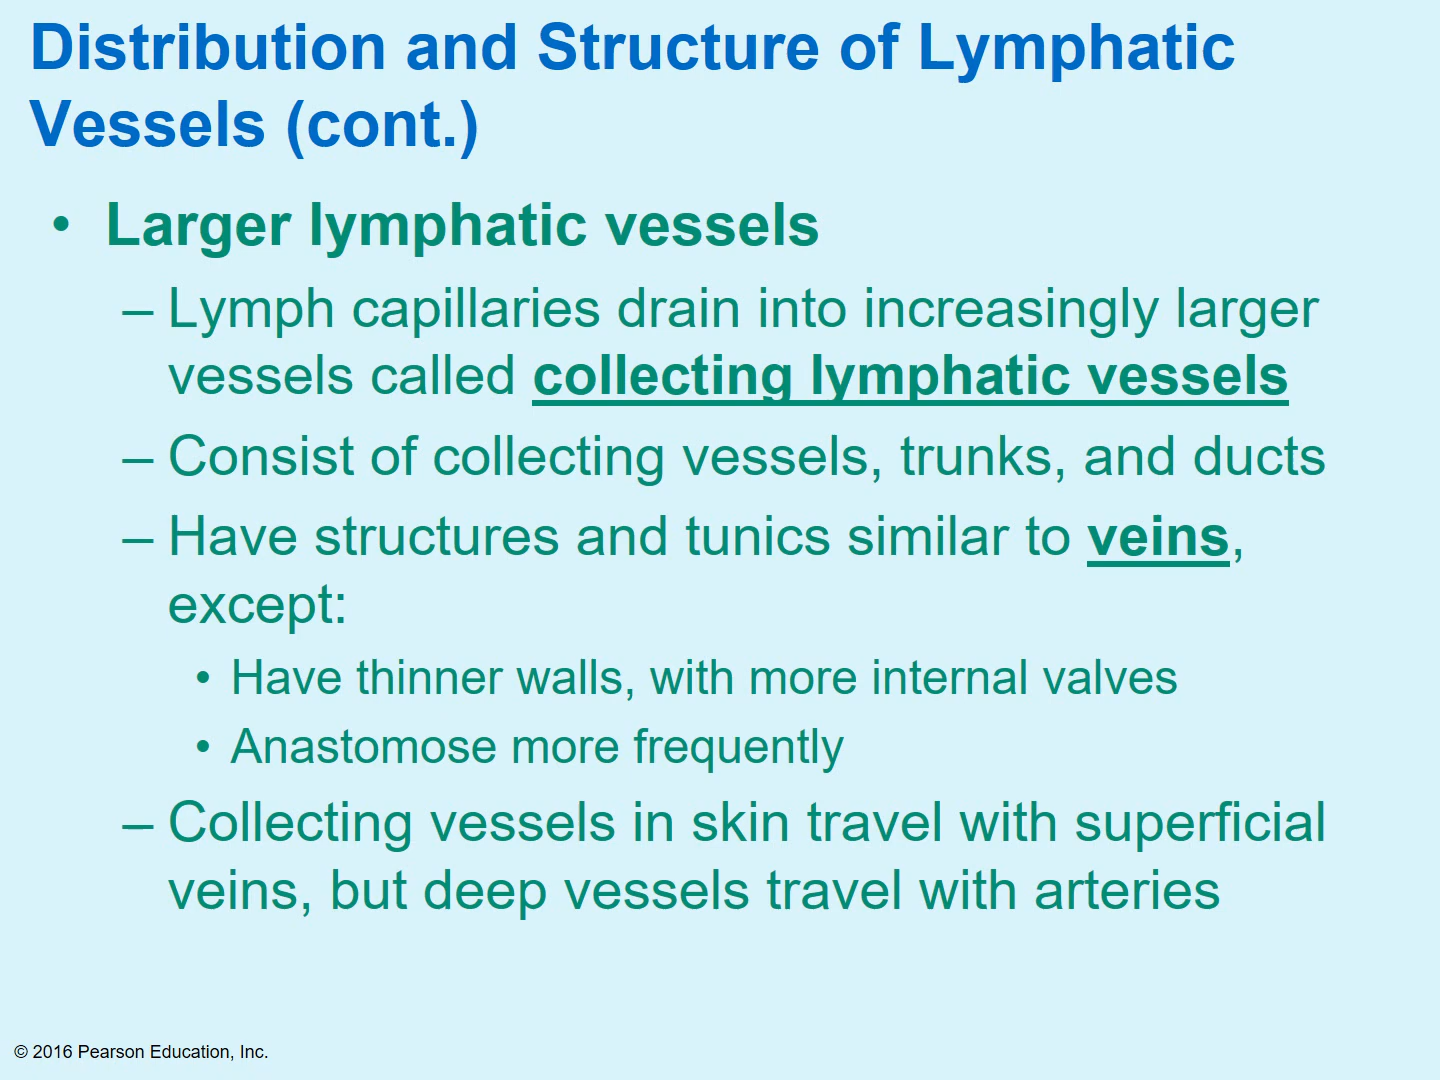 Distribution and Structure of Lymphatic
Vessels (cont.)
• Larger lymphatic vessels
– Lymph capillaries drain into increasingly larger
vessels called collecting lymphatic vessels
– Consist of collecting vessels, trunks, and ducts
– Have structures and tunics similar to veins,
except:
• Have thinner walls, with more internal valves
• Anastomose more frequently
– Collecting vessels in skin travel with superficial
veins, but deep vessels travel with arteries
© 2016 Pearson Education, Inc.